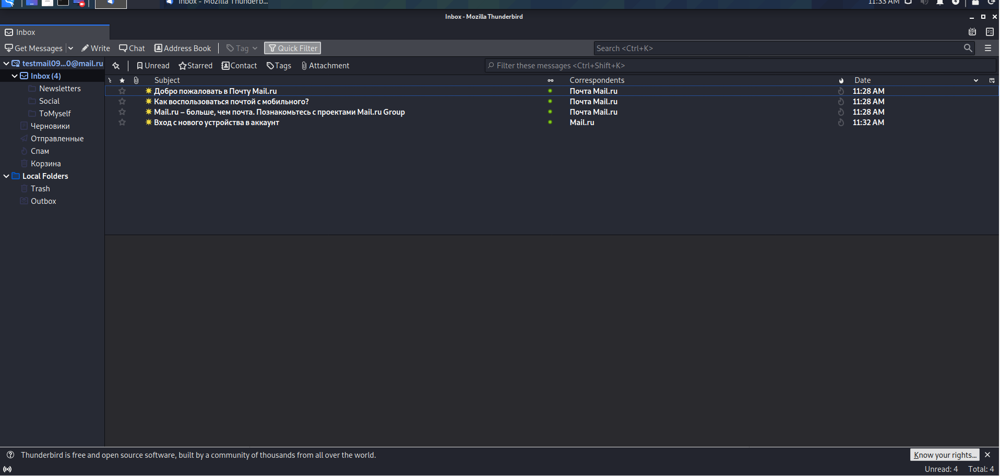 Inbox - Mozilla Thunderb...
11:33 AM
Inbox - Mozilla Thunderbird
Inbox
Get Messages
Write
Chat
Address Book
Tag
Quick Filter
Search <Ctrl+K>
testmail09...0@mail.ru
Unread
Starred
Contact
Tags
Attachment
Filter these messages <Ctrl+Shift+K>
Inbox (4)
Newsletters
Social
ToMyself
Черновики
Отправленные
Спам
Корзина
Local Folders
Trash
Outbox
Subject Correspondents Date
Добро пожаловать в Почту Mail.ru Почта Mail.ru 11:28 AM
Как воспользоваться почтой с мобильного? Почта Mail.ru 11:28 AM
Mail.ru – больше, чем почта. Познакомьтесь с проектами Mail.ru Group Почта Mail.ru 11:28 AM
Вход с нового устройства в аккаунт Mail.ru 11:32 AM
Thunderbird is free and open source software, built by a community of thousands from all over the world.
Know your rights...
Unread: 4 Total: 4